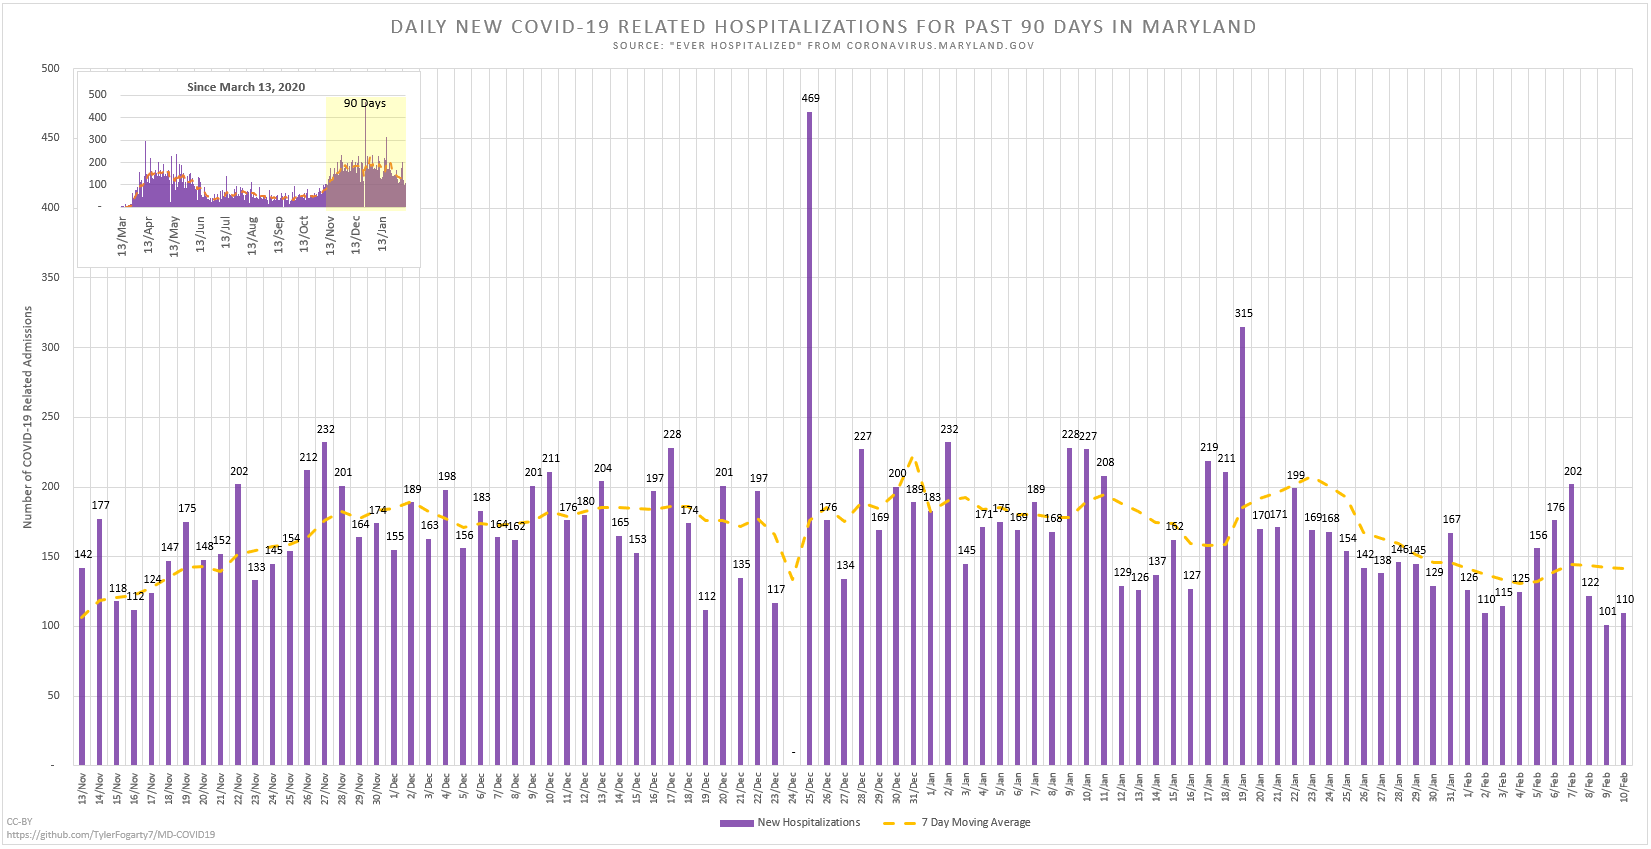 DAILY NEW COVID-19 RELATED HOSPITALIZATIONS FOR PAST 90 DAYS IN MARYLAND
SOURCE: "EVER HOSPITALIZED" FROM CORONAVIRUS.MARYLAND.GOV
500
450
400
350
300
250
200
150
100
50
-
Number of COVID-19 Related Admissions
Since March 13, 2020
90 Days
500
400
300
200
100
-
13/Mar
13/Apr
13/May
13/Jun
13/Jul
13/Aug
13/Sep
13/Oct
13/Nov
13/Dec
13/Jan
142
177
118
112
124
147
175
148
152
202
133
145
154
212
232
201
164
174
155
189
163
198
156
183
164
162
201
211
176
180
204
165
153
197
228
174
112
201
135
197
117
-
469
176
134
227
169
200
189
183
232
145
171
175
169
189
168
228
227
208
129
126
137
162
127
219
211
315
170
171
199
169
168
154
142
138
146
145
129
167
126
110
115
125
156
176
202
122
101
110
13/Nov
14/Nov
15/Nov
16/Nov
17/Nov
18/Nov
19/Nov
20/Nov
21/Nov
22/Nov
23/Nov
24/Nov
25/Nov
26/Nov
27/Nov
28/Nov
29/Nov
30/Nov
1/Dec
2/Dec
3/Dec
4/Dec
5/Dec
6/Dec
7/Dec
8/Dec
9/Dec
10/Dec
11/Dec
12/Dec
13/Dec
14/Dec
15/Dec
16/Dec
17/Dec
18/Dec
19/Dec
20/Dec
21/Dec
22/Dec
23/Dec
24/Dec
25/Dec
26/Dec
27/Dec
28/Dec
29/Dec
30/Dec
31/Dec
1/Jan
2/Jan
3/Jan
4/Jan
5/Jan
6/Jan
7/Jan
8/Jan
9/Jan
10/Jan
11/Jan
12/Jan
13/Jan
14/Jan
15/Jan
16/Jan
17/Jan
18/Jan
19/Jan
20/Jan
21/Jan
22/Jan
23/Jan
24/Jan
25/Jan
26/Jan
27/Jan
28/Jan
29/Jan
30/Jan
31/Jan
1/Feb
2/Feb
3/Feb
4/Feb
5/Feb
6/Feb
7/Feb
8/Feb
9/Feb
10/Feb
New Hospitalizations
7 Day Moving Average
CC-BY
https://github.com/TylerFogarty7/MD-COVID19